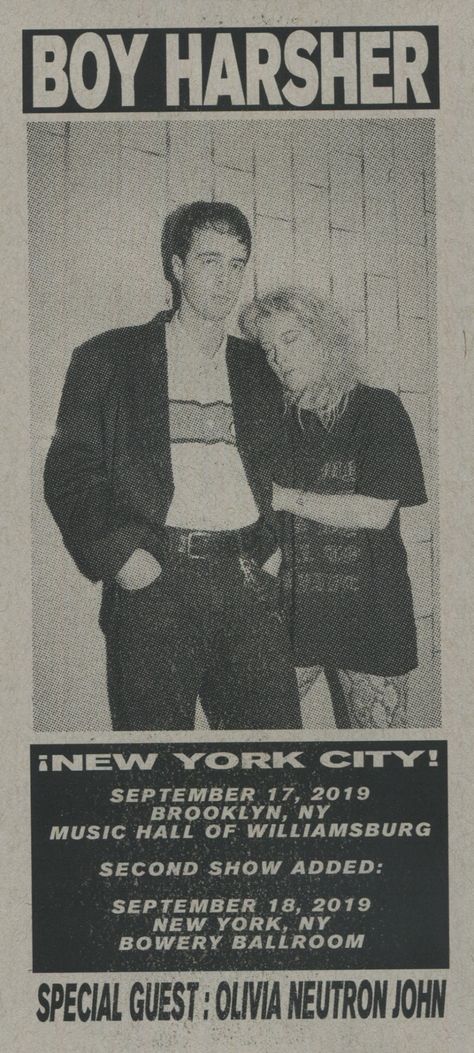 BOY HARSHER
¡NEW YORK CITY!
SEPTEMBER 17, 2019
BROOKLYN, NY
MUSIC HALL OF WILLIAMSBURG
SECOND SHOW ADDED:
SEPTEMBER 18, 2019
NEW YORK, NY
BOWERY BALLROOM
SPECIAL GUEST : OLIVIA NEUTRON JOHN